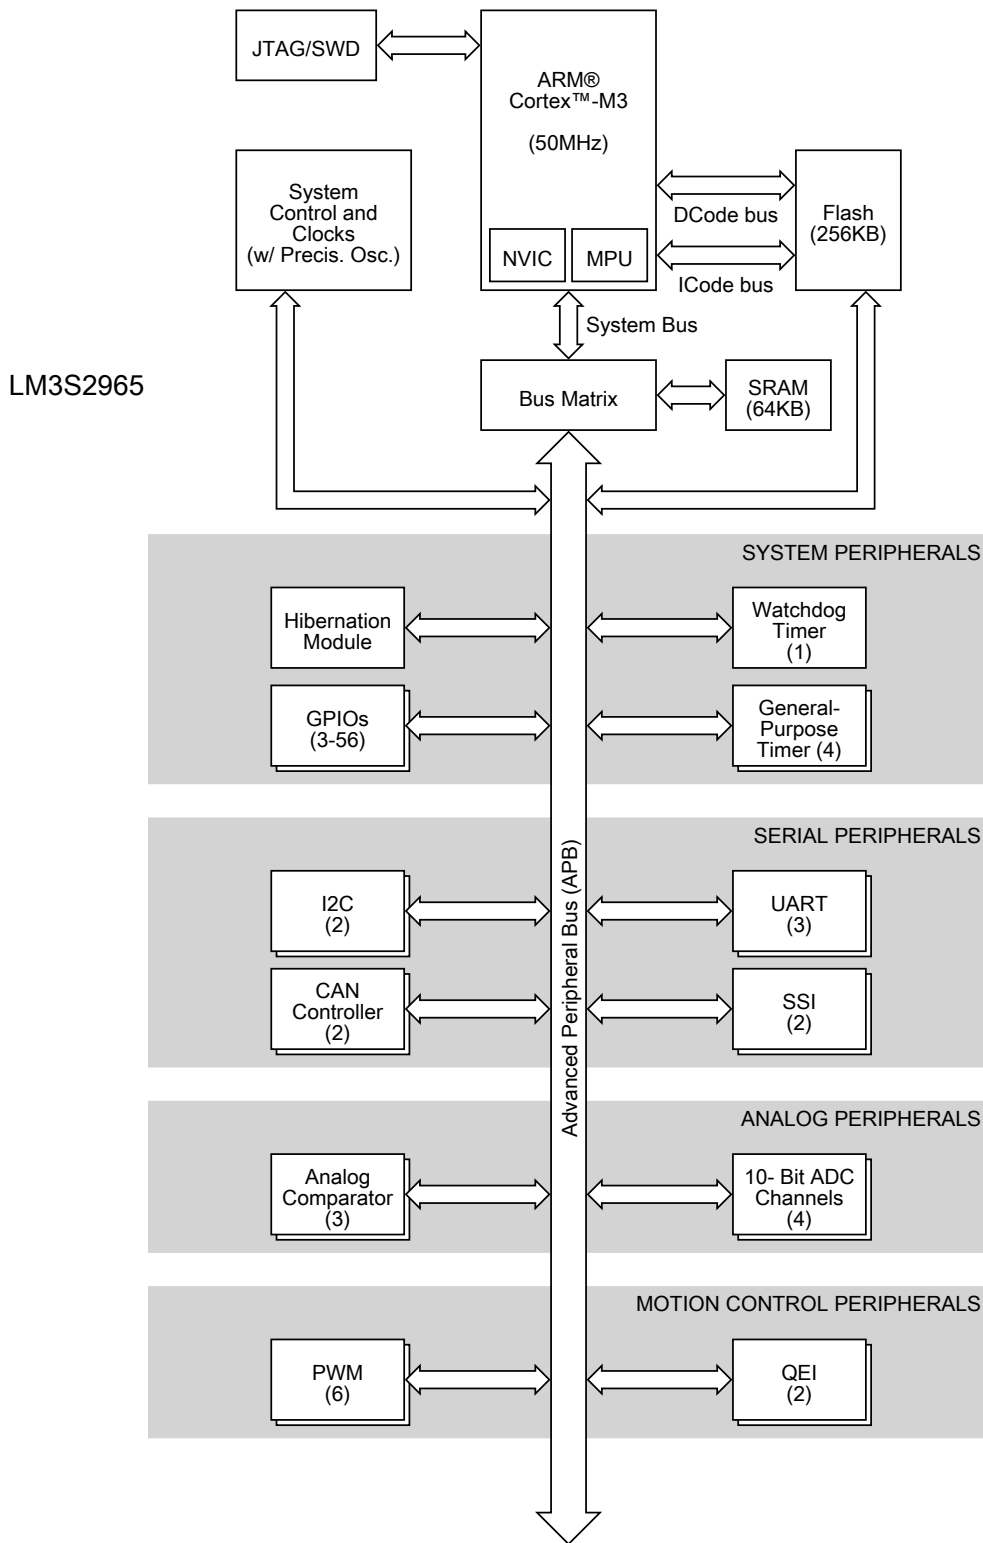 JTAG/SWD
ARM®
Cortex™-M3
(50MHz)
System
Control and
Clocks
(w/ Precis. Osc.)
DCode bus
Flash
(256KB)
NVIC
MPU
ICode bus
System Bus
LM3S2965
Bus Matrix
SRAM
(64KB)
SYSTEM PERIPHERALS
Hibernation
Module
Watchdog
Timer
(1)
GPIOs
(3-56)
General-
Purpose
Timer (4)
Advanced Peripheral Bus (APB)
SERIAL PERIPHERALS
I2C
(2)
UART
(3)
CAN
Controller
(2)
SSI
(2)
ANALOG PERIPHERALS
Analog
Comparator
(3)
10- Bit ADC
Channels
(4)
MOTION CONTROL PERIPHERALS
PWM
(6)
QEI
(2)